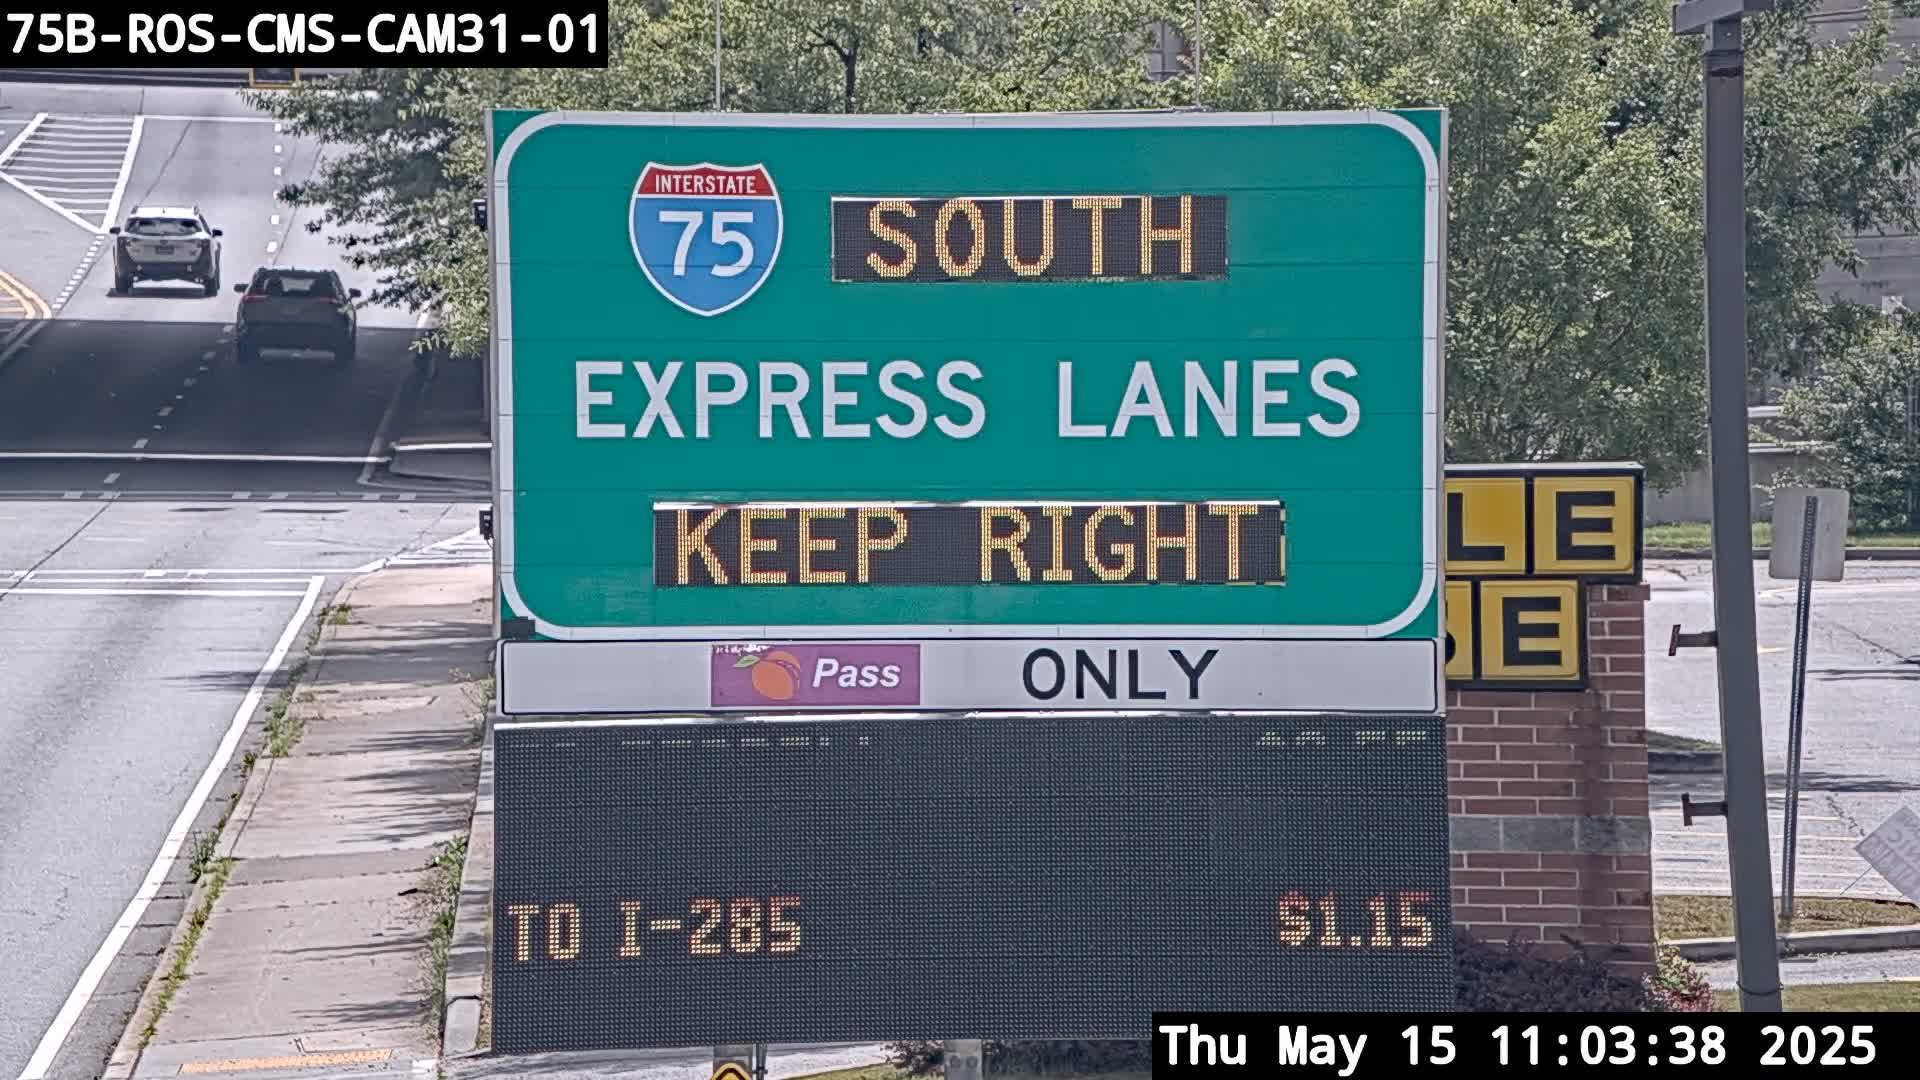 75B-ROS-CMS-CAM31-01
INTERSTATE
75
SOUTH
EXPRESS LANES
KEEP RIGHT
Pass ONLY
TO I-285 $1.15
Thu May 15 11:03:38 2025